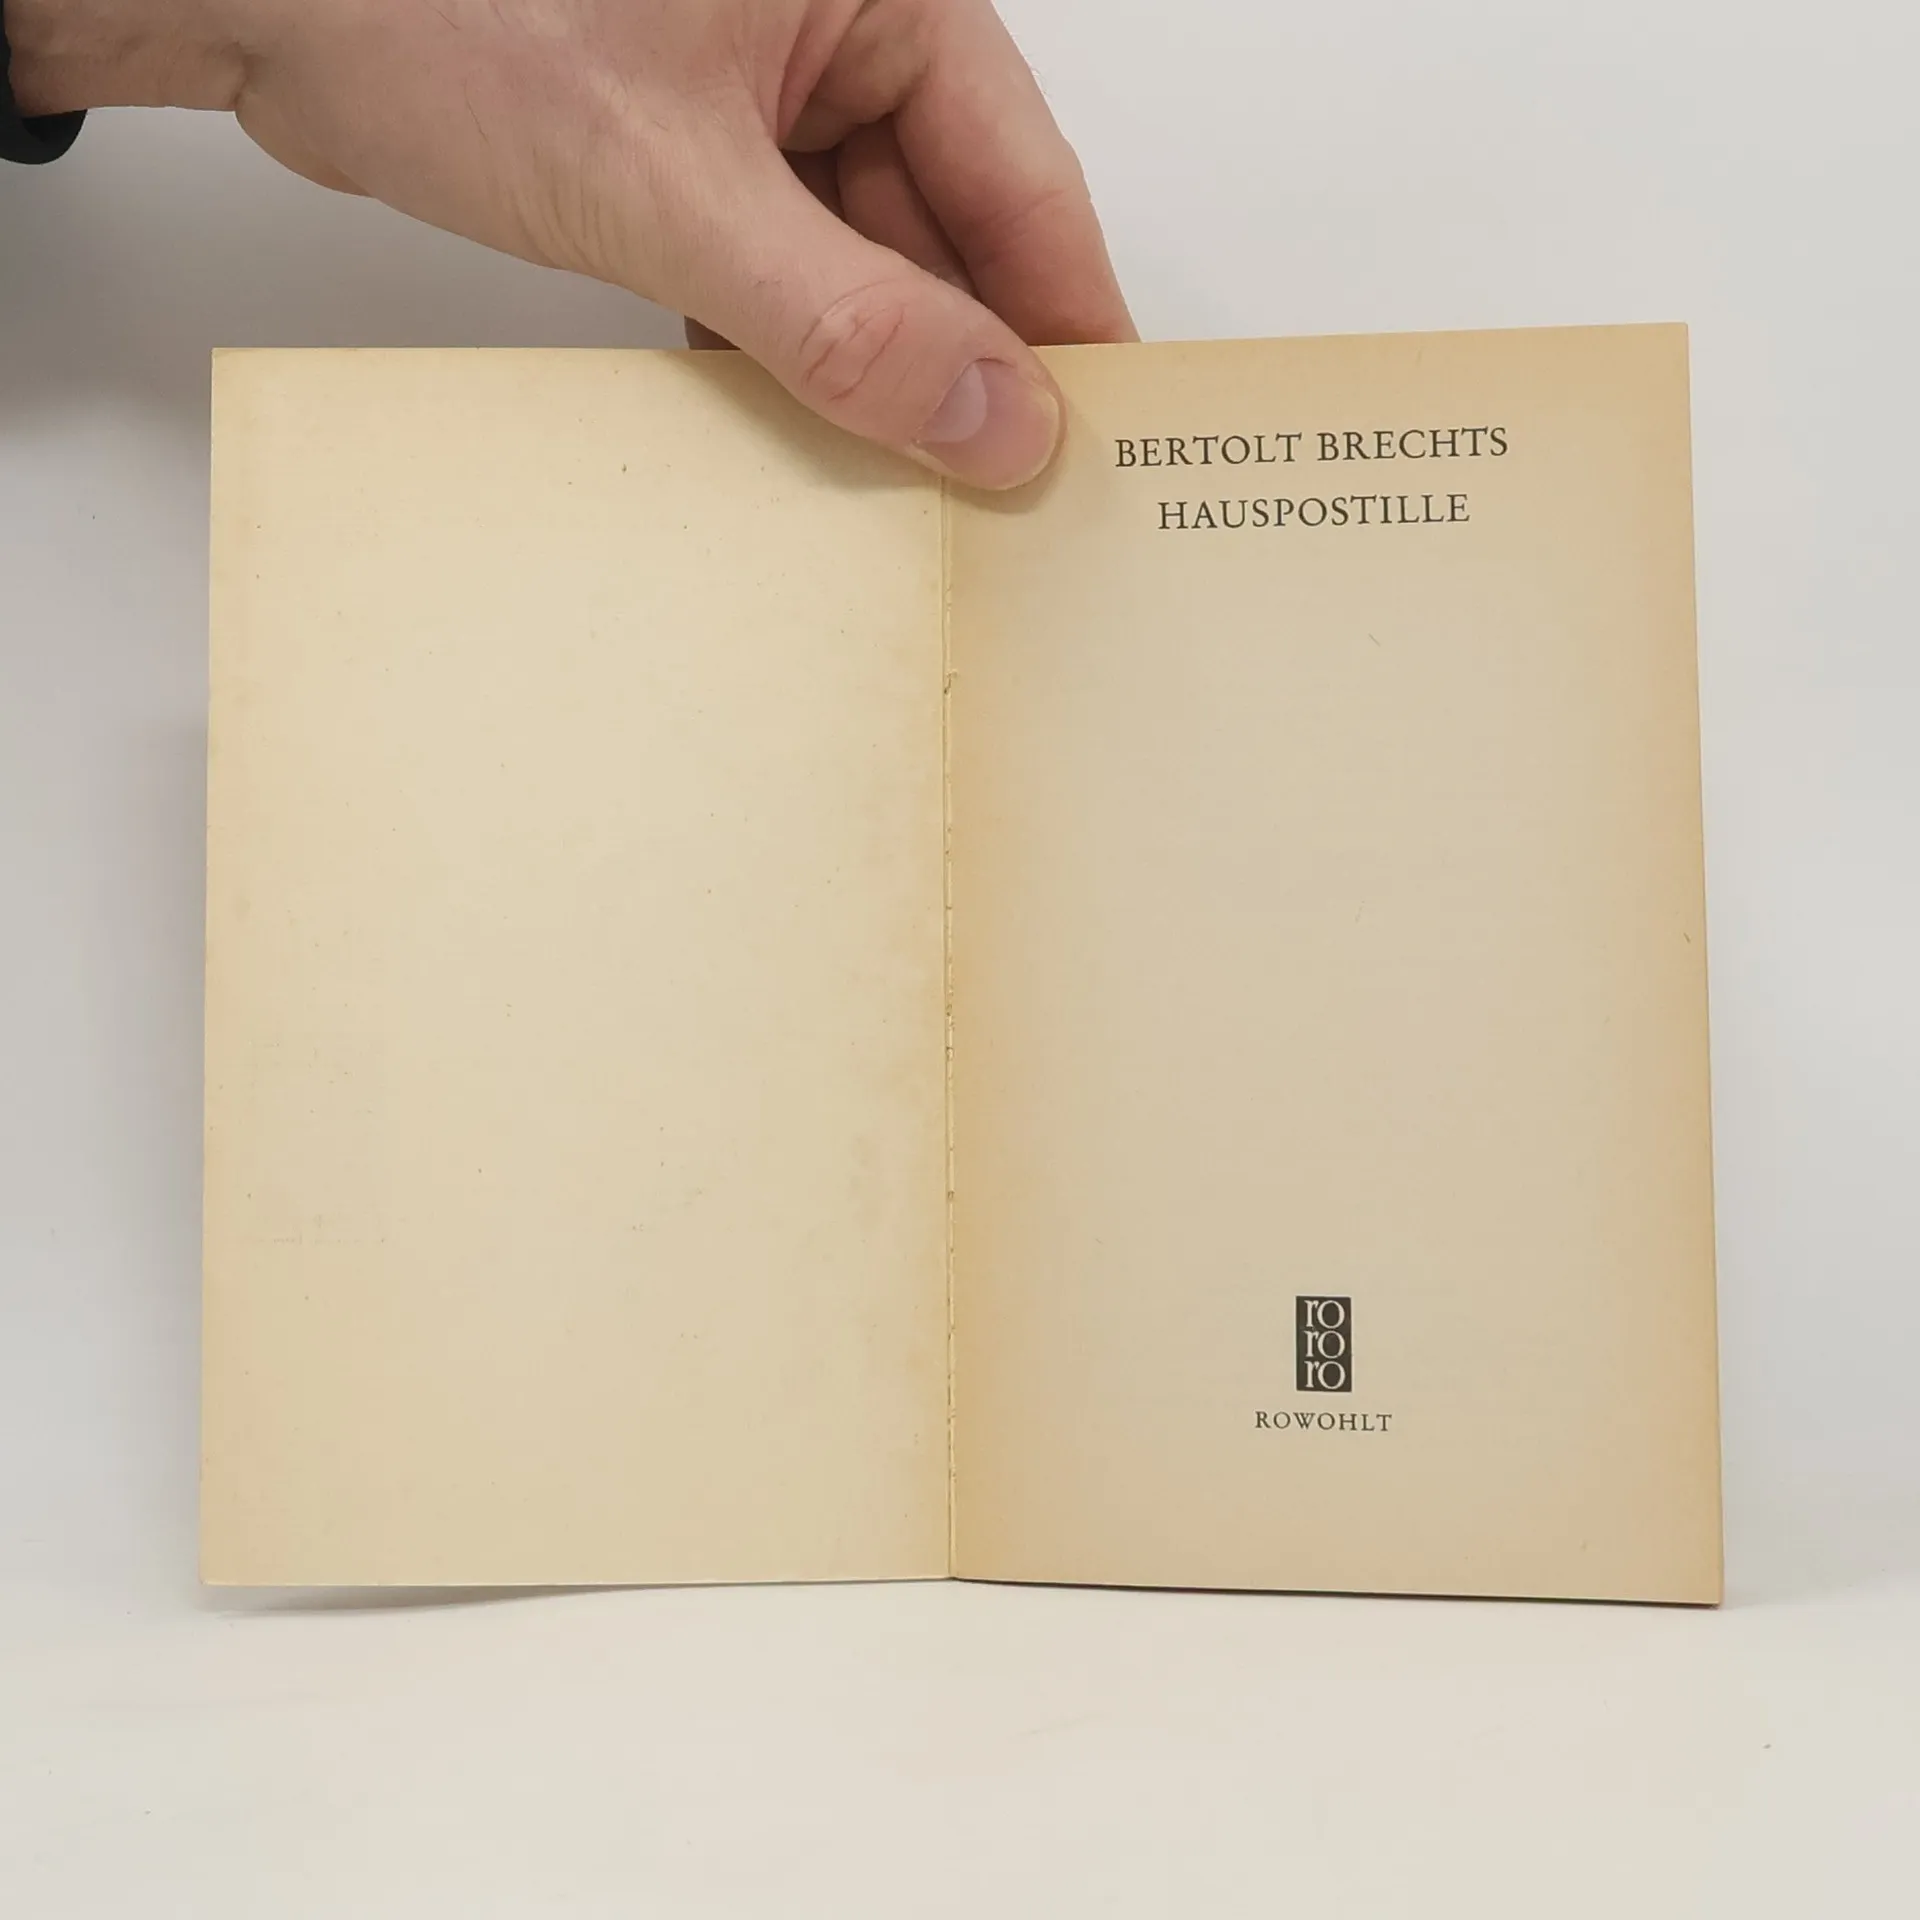 BERTOLT BRECHTS
HAUSPOSTILLE
ro
ro
ro
ROWOHLT